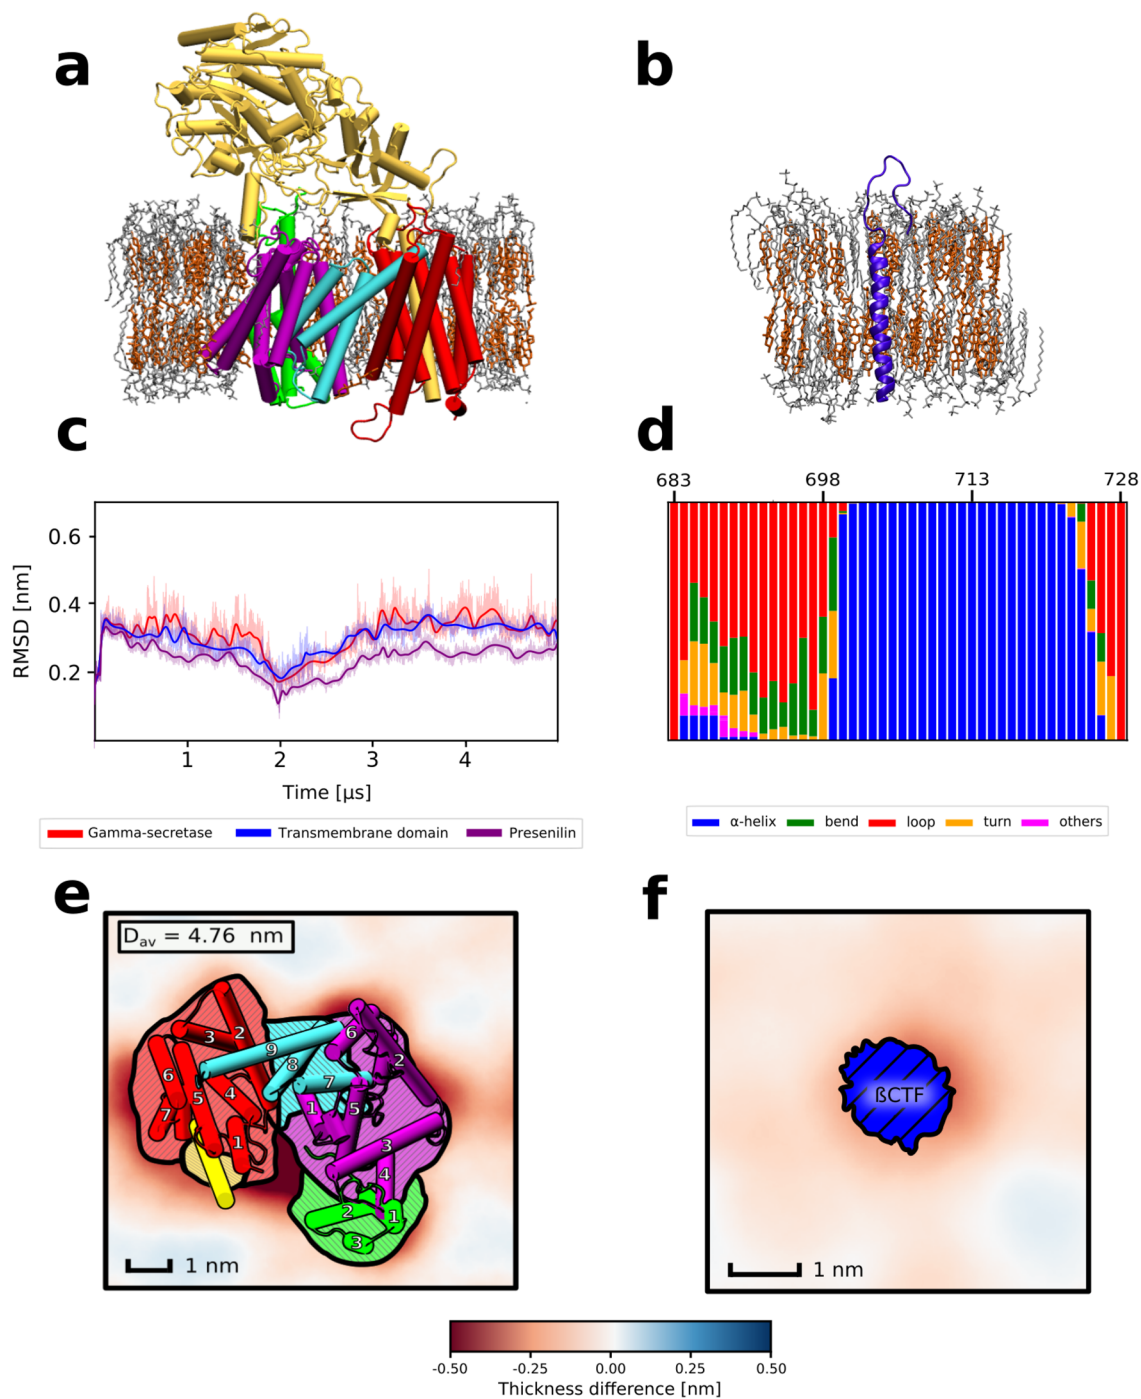 a
b
c
d
683 698 713 728
0.6
0.4
0.2
RMSD [nm]
1 2 3 4
Time [µs]
Gamma-secretase Transmembrane domain Presenilin
α-helix bend loop turn others
e
f
Dav = 4.76 nm
6
2
3
9
2
8
6
7
4
5
1
5
7
1
3
4
2
1
3
1 nm
ßCTF
1 nm
-0.50 -0.25 0.00 0.25 0.50
Thickness difference [nm]